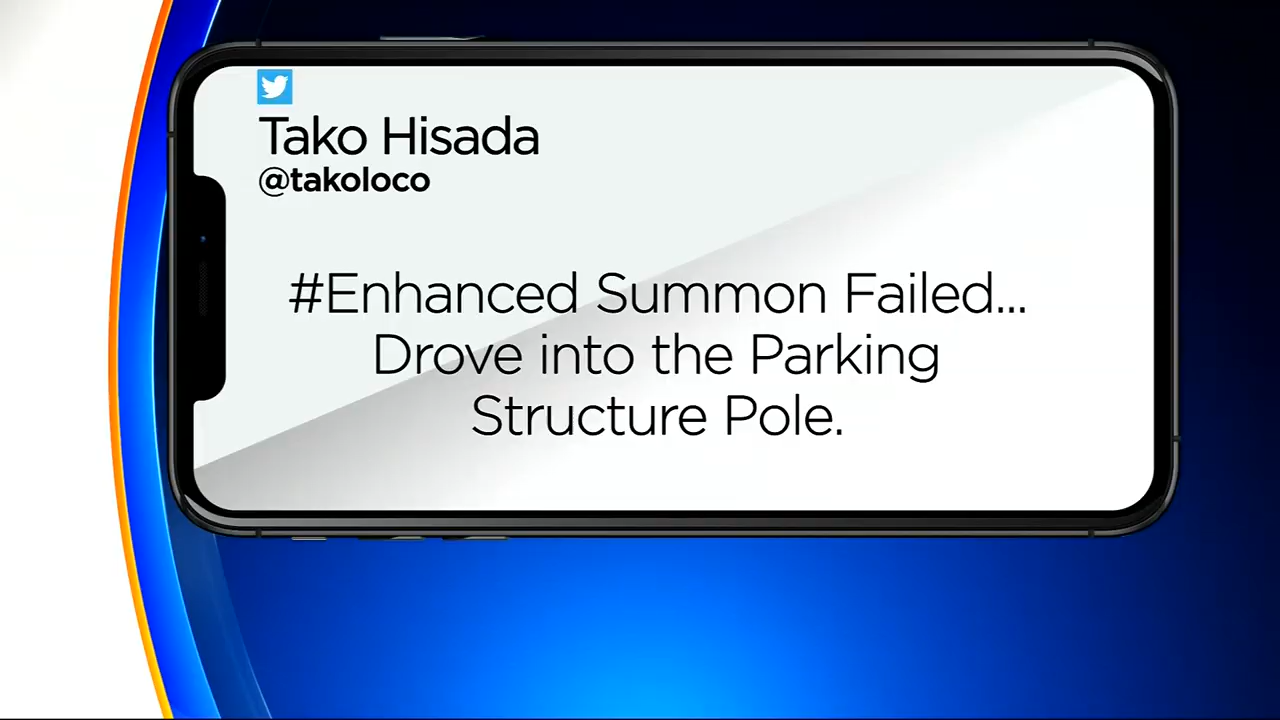 Tako Hisada
@takoloco
#Enhanced Summon Failed...
Drove into the Parking
Structure Pole.